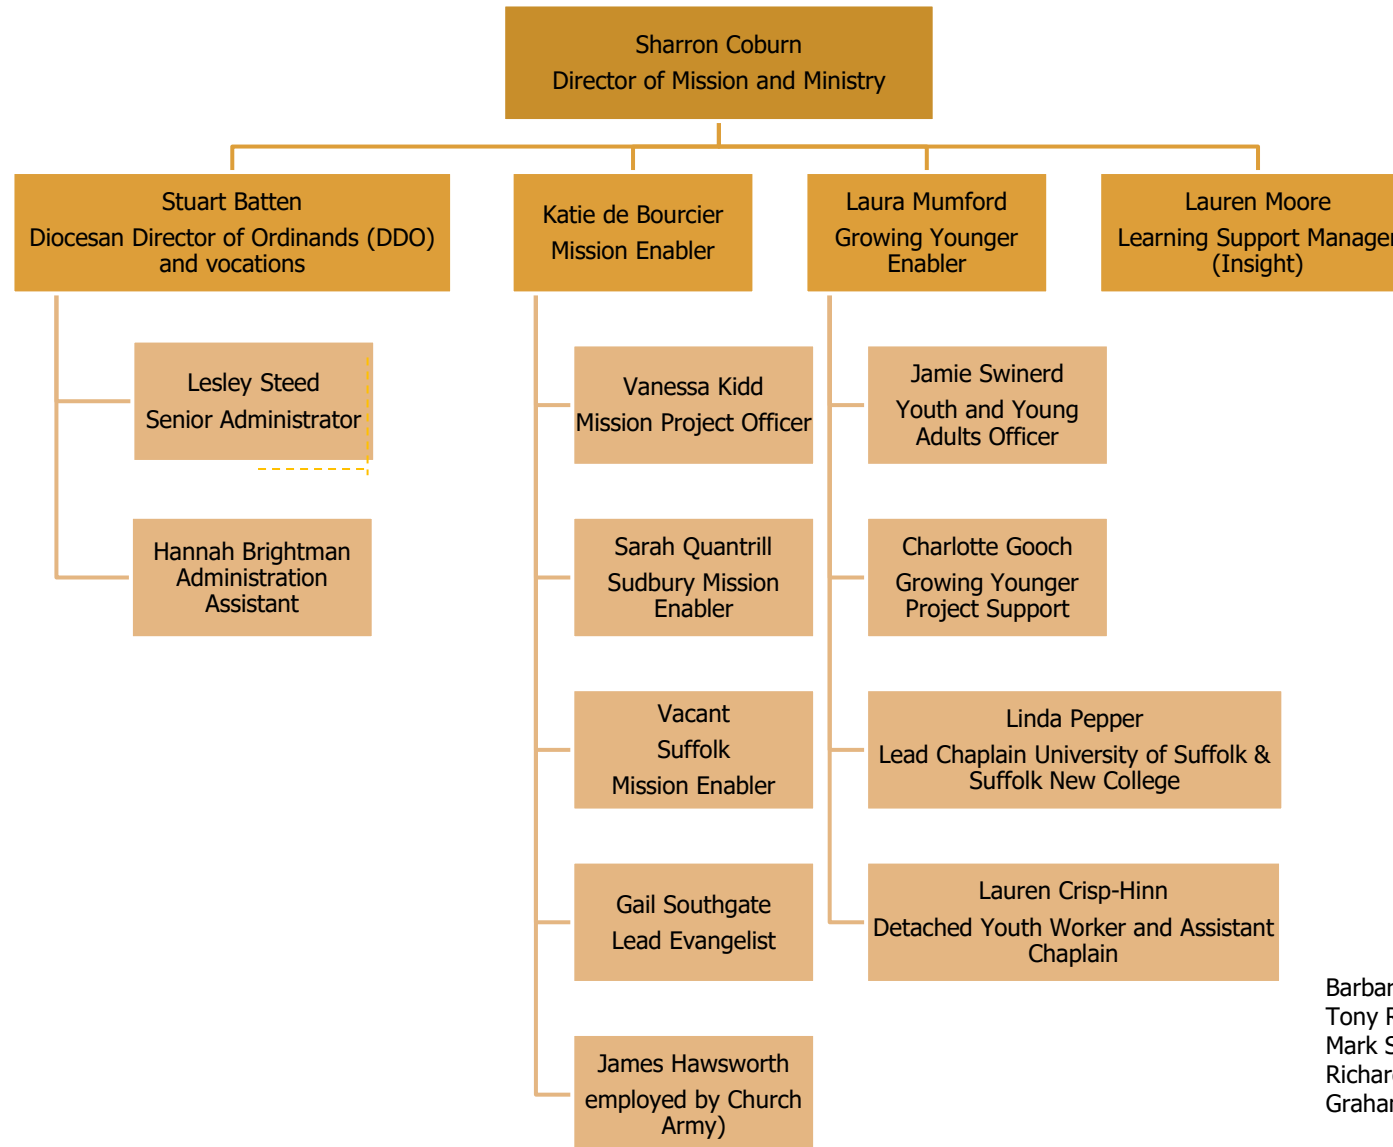 Sharron Coburn
Director of Mission and Ministry
Stuart Batten
Diocesan Director of Ordinands (DDO)
and vocations
Katie de Bourcier
Mission Enabler
Laura Mumford
Growing Younger
Enabler
Lauren Moore
Learning Support Manager
(Insight)
Lesley Steed
Senior Administrator
Hannah Brightman
Administration
Assistant
Vanessa Kidd
Mission Project Officer
Sarah Quantrill
Sudbury Mission
Enabler
Vacant
Suffolk
Mission Enabler
Gail Southgate
Lead Evangelist
James Hawsworth
employed by Church
Army)
Jamie Swinerd
Youth and Young
Adults Officer
Charlotte Gooch
Growing Younger
Project Support
Linda Pepper
Lead Chaplain University of Suffolk &
Suffolk New College
Lauren Crisp-Hinn
Detached Youth Worker and Assistant
Chaplain
Tony
Mark